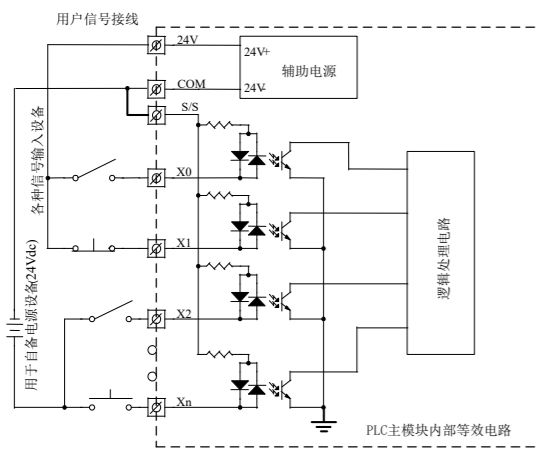 用户信号接线
24V
24V+
辅助电源
COM
24V-
S/S
各种信号输入设备
X0
X1
逻辑处理电路
用于自备电源设备(24Vdc)
X2
Xn
PLC主模块内部等效电路